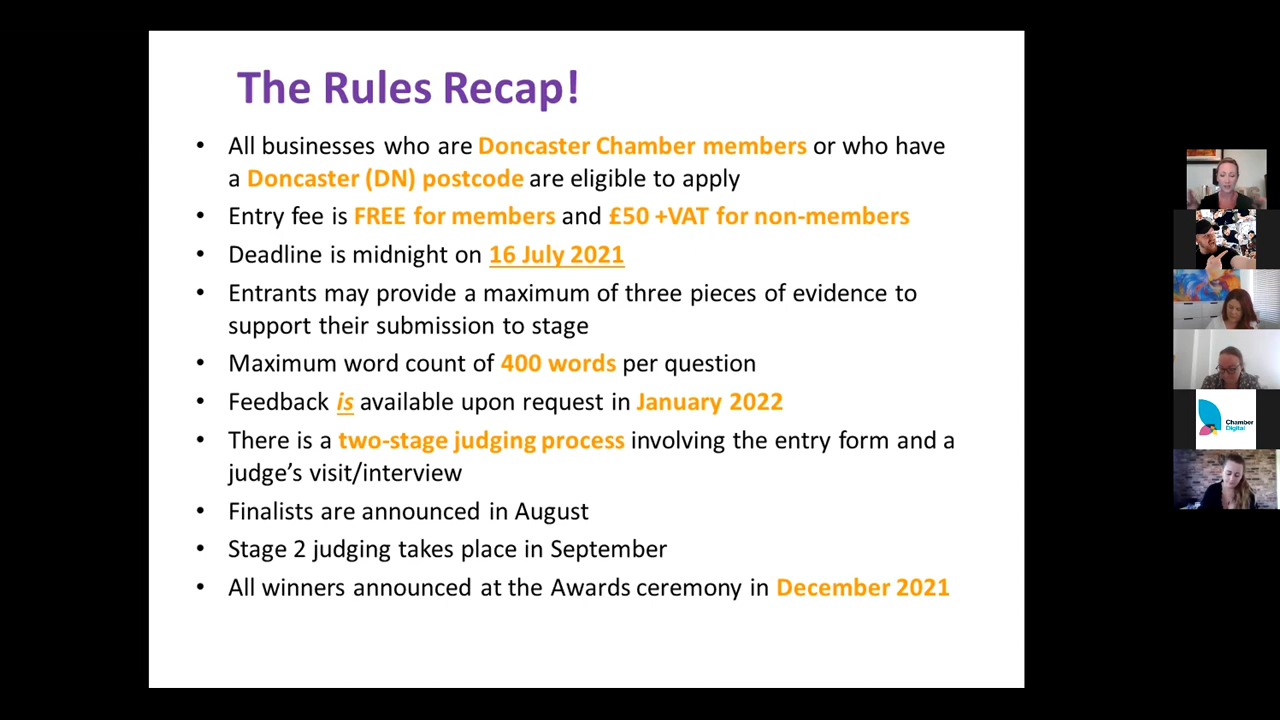 The Rules Recap!
• All businesses who are Doncaster Chamber members or who have
a Doncaster (DN) postcode are eligible to apply
• Entry fee is FREE for members and £50 +VAT for non-members
• Deadline is midnight on 16 July 2021
• Entrants may provide a maximum of three pieces of evidence to
support their submission to stage
• Maximum word count of 400 words per question
• Feedback is available upon request in January 2022
• There is a two-stage judging process involving the entry form and a
judge's visit/interview
• Finalists are announced in August
• Stage 2 judging takes place in September
• All winners announced at the Awards ceremony in December 2021
Chamber
Digital